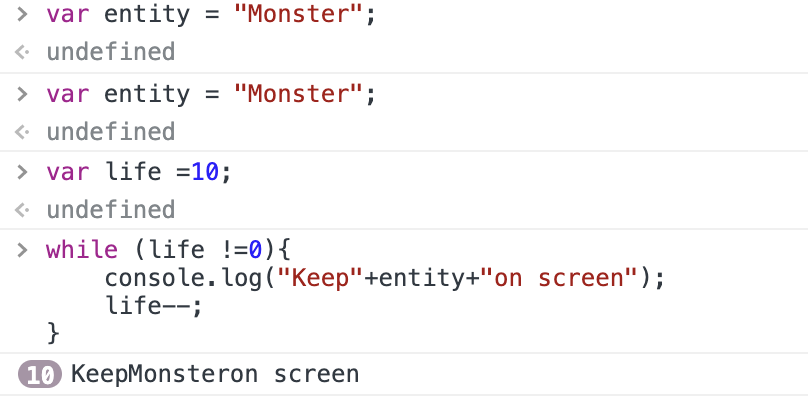 > var entity = "Monster";
<· undefined
> var entity = "Monster";
<· undefined
> var life =10;
<· undefined
> while (life !=0){
    console.log("Keep"+entity+"on screen");
    life--;
}
10 KeepMonsteron screen